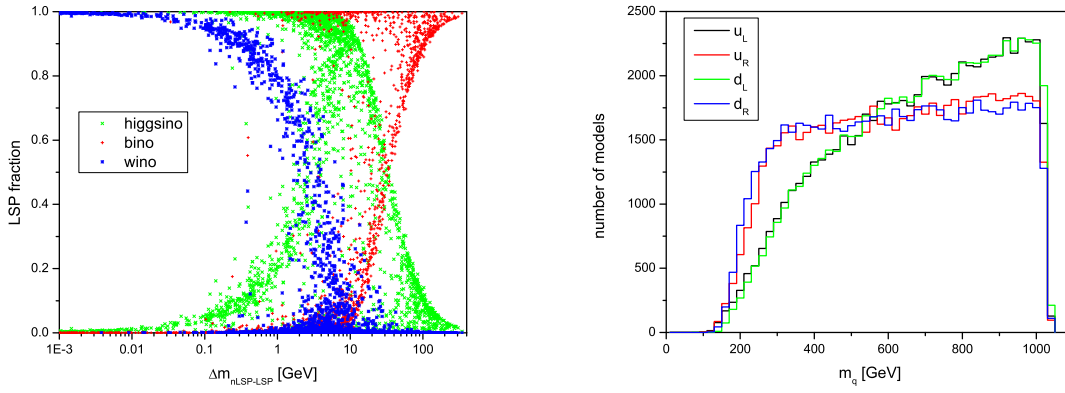 LSP fraction
1.0
0.8
0.6
0.4
0.2
0.0
higgsino
bino
wino
1E-3 0.01 0.1 1 10 100
Δm_nLSP-LSP [GeV]
number of models
2500
2000
1500
1000
500
0
u_L
u_R
d_L
d_R
0 200 400 600 800 1000
m_q [GeV]